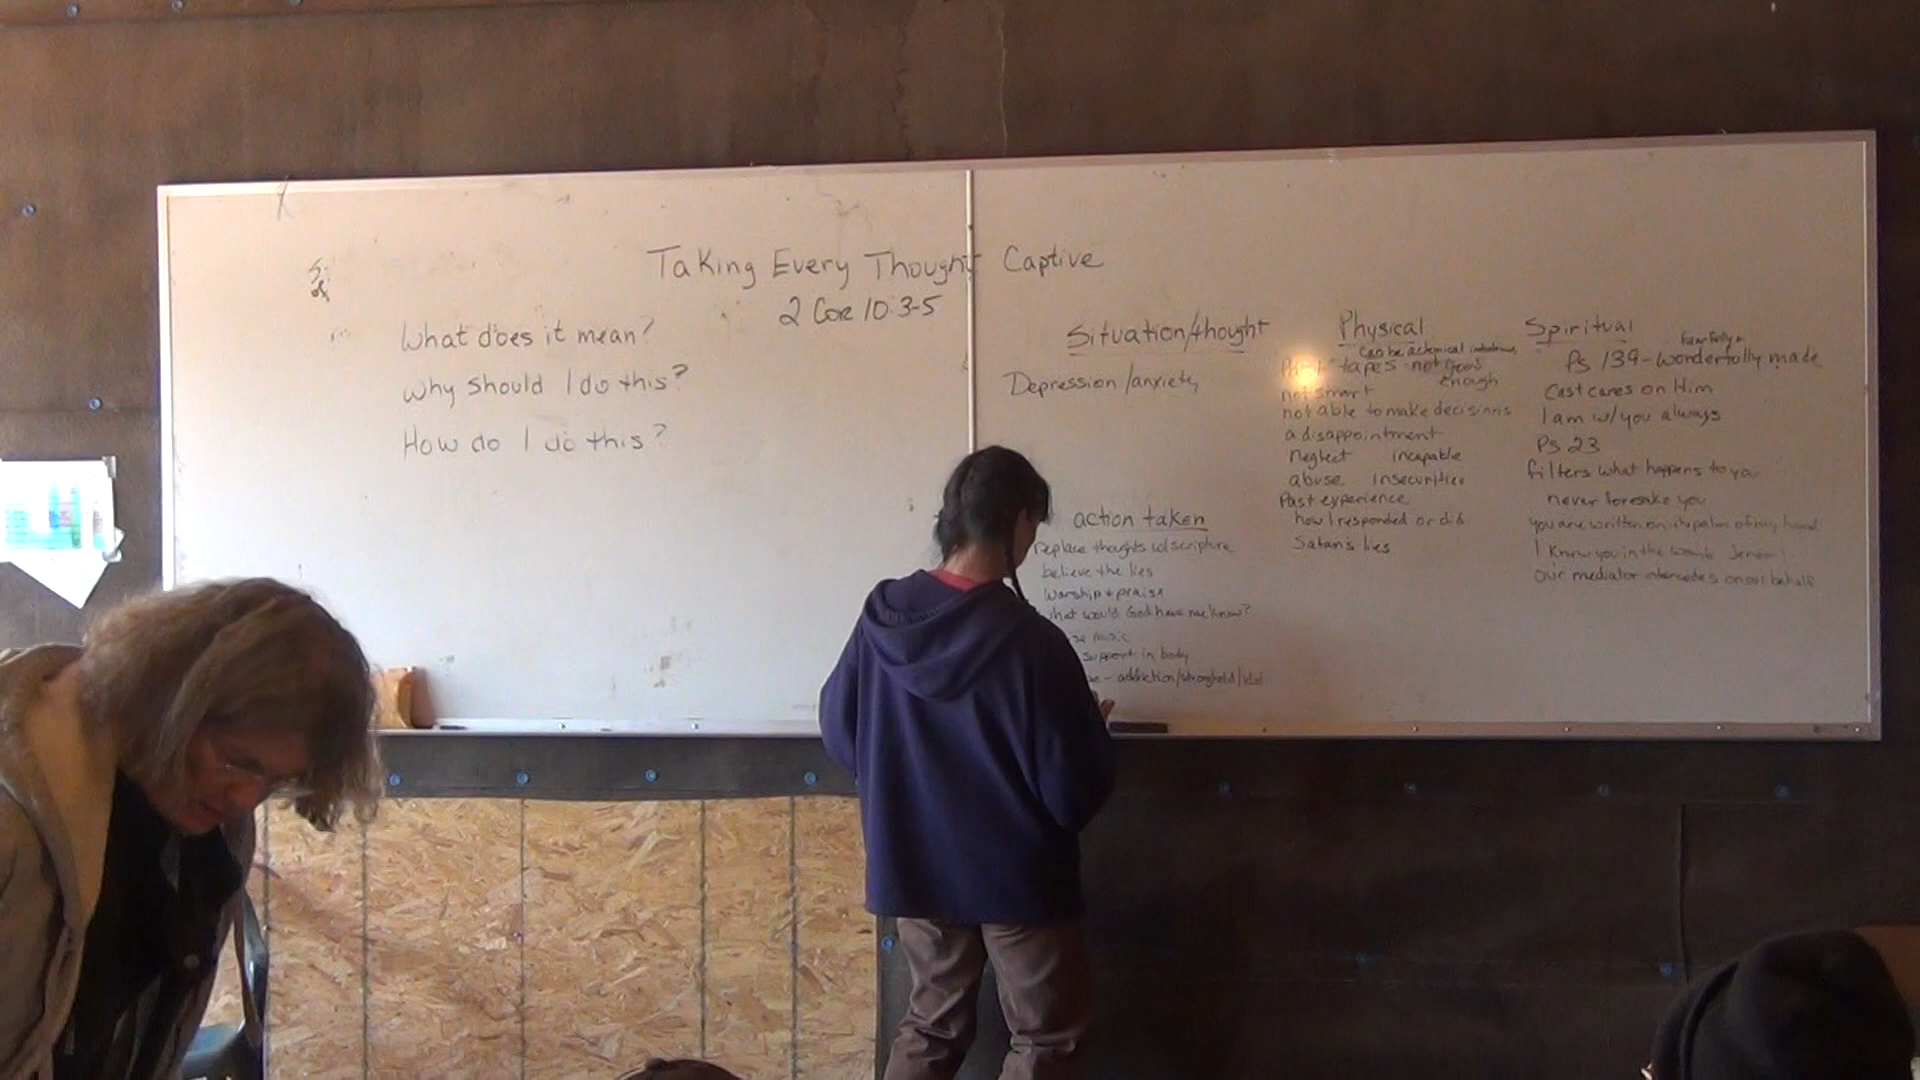 Taking Every Thought Captive
2 Cor 10:3-5
What does it mean?
Why should I do this?
How do I do this?
Situation/thought
Depression/anxiety
action taken
replace thoughts w/scripture
believe the lies
worship + praise
what would God have me know?
music
support in body
- addiction/stronghold/idol
Physical
can be a chemical
tapes - not good
enough
not smart
not able to make decisions
a disappointment
neglect incapable
abuse insecurities
Past experience
how I responded or did
Satan's lies
Spiritual
fearfully +
Ps 139 - wonderfully made
Cast cares on Him
I am w/you always
Ps 23
filters what happens to you
never forsake you
you are written on the palm of my hand
I knew you in the womb Jerem 1
our mediator intercedes on our behalf